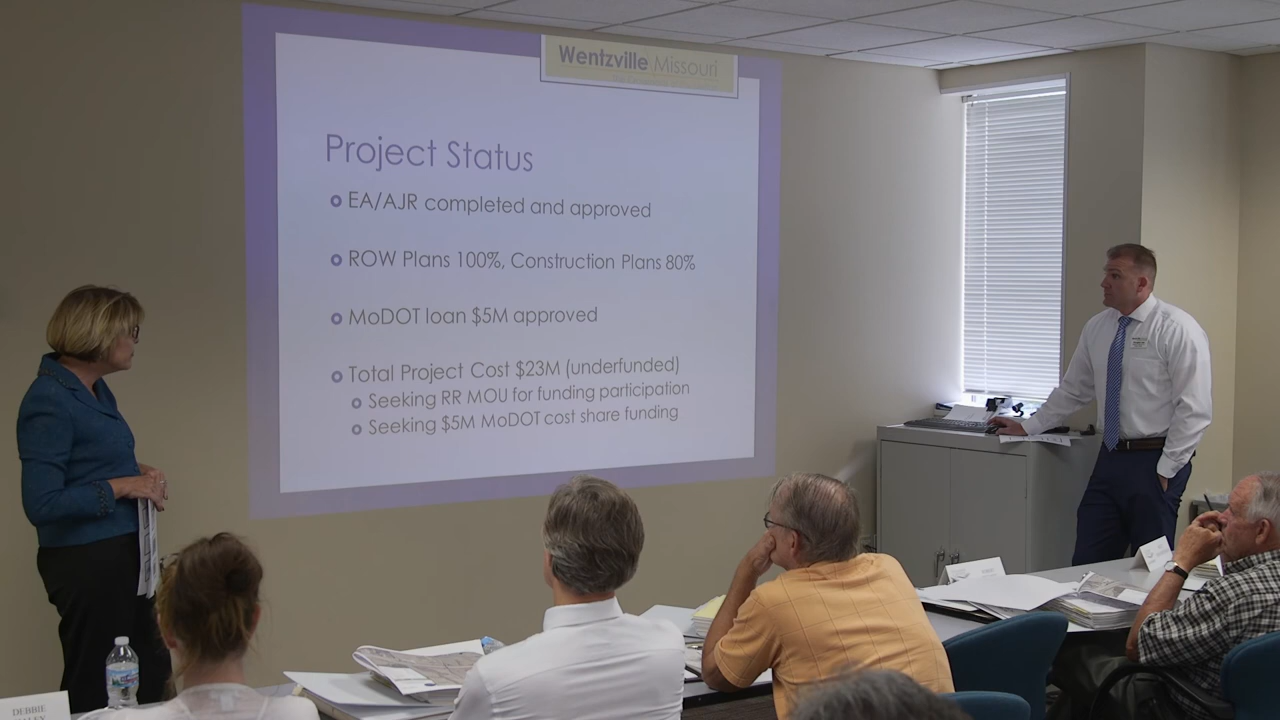 Wentzville Missouri
Project Status
EA/AJR completed and approved
ROW Plans 100%, Construction Plans 80%
MoDOT loan $5M approved
Total Project Cost $23M (underfunded)
Seeking RR MOU for funding participation
Seeking $5M MoDOT cost share funding
DEBBIE